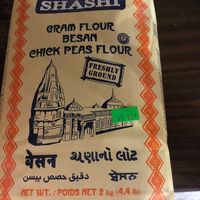 SHASHI
GRAM FLOUR
BESAN
CHICK PEAS FLOUR
FRESHLY
GROUND
बेसन
ચણાનો લોટ
دقيق حمص بيسن
ਬੇਸਨ
NET WT. / POIDS NET 2 kg (4.4 lb)